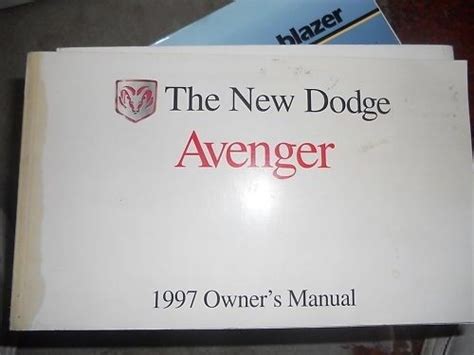 blazer
The New Dodge
Avenger
1997 Owner's Manual